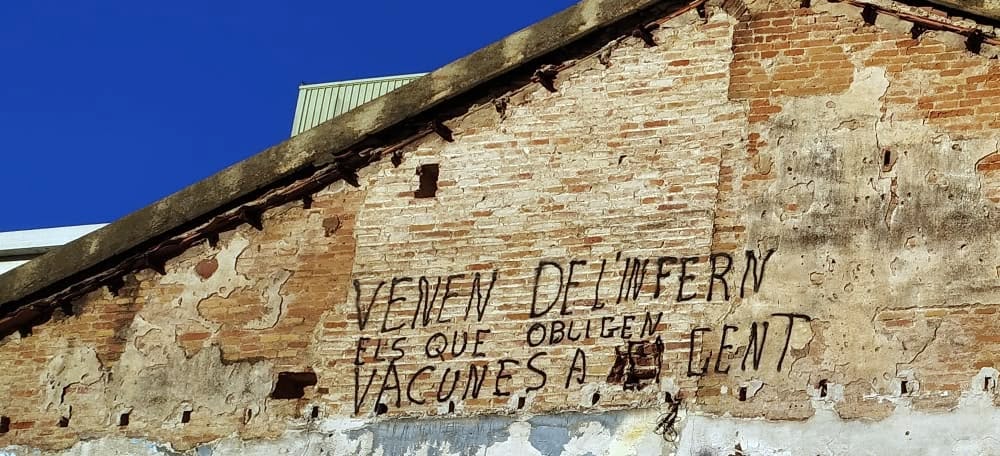 VENEN DE L'INFERN
ELS QUE OBLIGEN
VACUNES A GENT